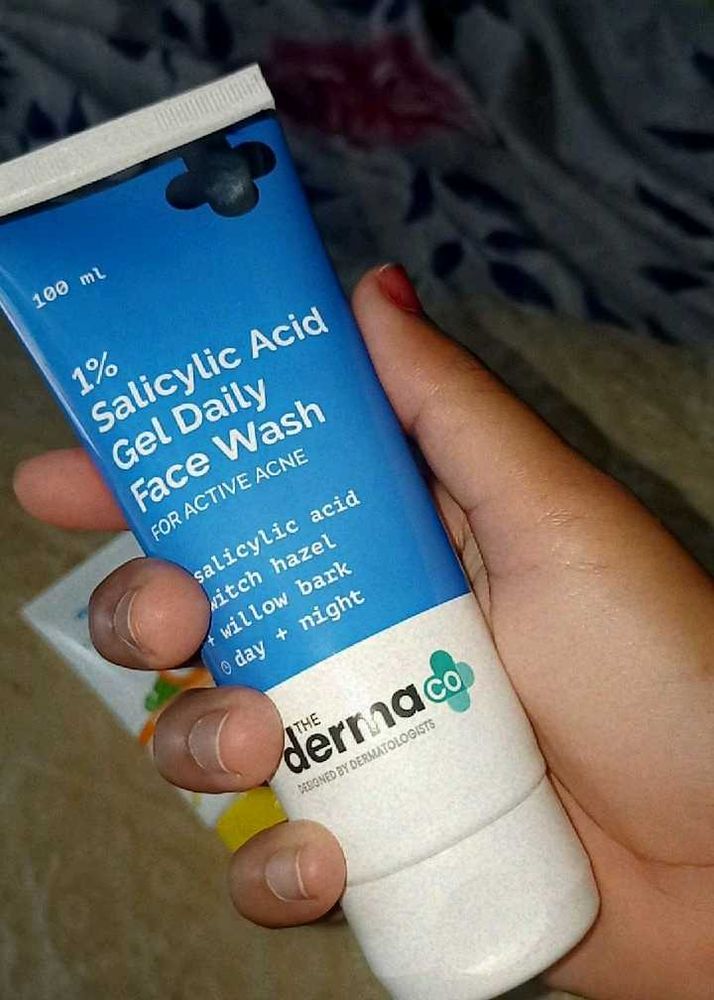 100 ml
1%
Salicylic Acid
Gel Daily
Face Wash
FOR ACTIVE ACNE
salicylic acid
witch hazel
+ willow bark
day + night
THE
derma co
DESIGNED BY DERMATOLOGISTS